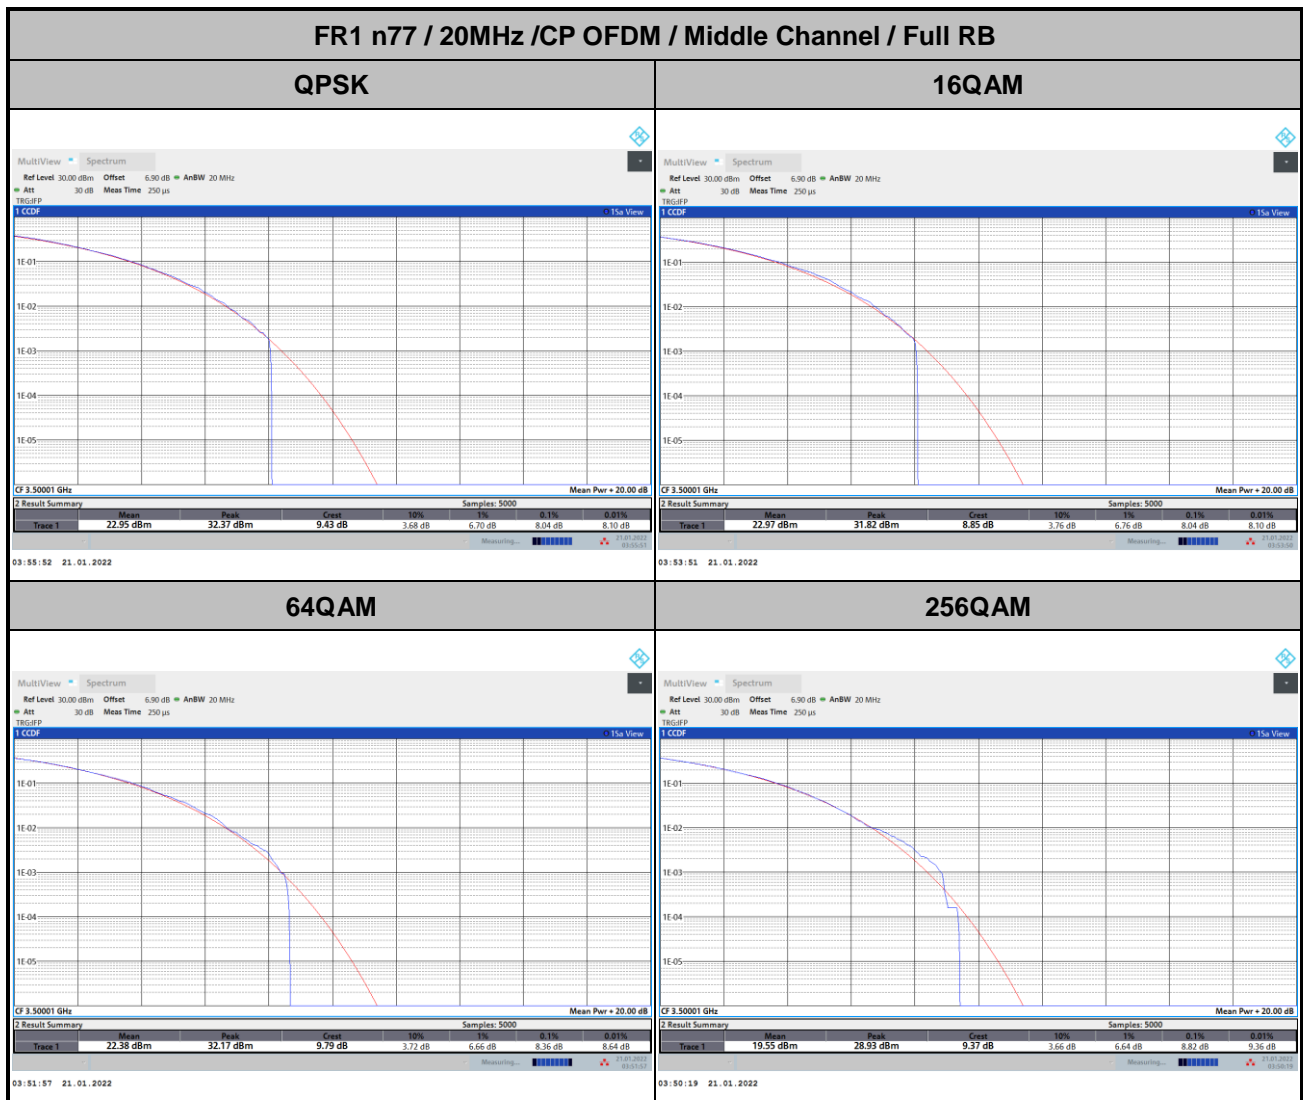 FR1 n77 / 20MHz /CP OFDM / Middle Channel / Full RB
QPSK
16QAM
MultiView Spectrum
Ref Level 30.00 dBm Offset 6.90 dB AnBW 20 MHz
Att 30 dB Meas Time 250 µs
TRG:IFP
1 CCDF 1Sa View
1E-01
1E-02
1E-03
1E-04
1E-05
CF 3.50001 GHz Mean Pwr + 20.00 dB
2 Result Summary Samples: 5000
Mean Peak Crest 10% 1% 0.1% 0.01%
Trace 1 22.95 dBm 32.37 dBm 9.43 dB 3.68 dB 6.70 dB 8.04 dB 8.10 dB
Measuring... 21.01.2022
03:55:52 21.01.2022
MultiView Spectrum
Ref Level 30.00 dBm Offset 6.90 dB AnBW 20 MHz
Att 30 dB Meas Time 250 µs
TRG:IFP
1 CCDF 1Sa View
1E-01
1E-02
1E-03
1E-04
1E-05
CF 3.50001 GHz Mean Pwr + 20.00 dB
2 Result Summary Samples: 5000
Mean Peak Crest 10% 1% 0.1% 0.01%
Trace 1 22.97 dBm 31.82 dBm 8.85 dB 3.76 dB 6.76 dB 8.04 dB 8.10 dB
Measuring... 21.01.2022
03:53:51 21.01.2022
64QAM
256QAM
MultiView Spectrum
Ref Level 30.00 dBm Offset 6.90 dB AnBW 20 MHz
Att 30 dB Meas Time 250 µs
TRG:IFP
1 CCDF 1Sa View
1E-01
1E-02
1E-03
1E-04
1E-05
CF 3.50001 GHz Mean Pwr + 20.00 dB
2 Result Summary Samples: 5000
Mean Peak Crest 10% 1% 0.1% 0.01%
Trace 1 22.38 dBm 32.17 dBm 9.79 dB 3.72 dB 6.66 dB 8.36 dB 8.64 dB
Measuring... 21.01.2022
03:51:57
03:51:57 21.01.2022
MultiView Spectrum
Ref Level 30.00 dBm Offset 6.90 dB AnBW 20 MHz
Att 30 dB Meas Time 250 µs
TRG:IFP
1 CCDF 1Sa View
1E-01
1E-02
1E-03
1E-04
1E-05
CF 3.50001 GHz Mean Pwr + 20.00 dB
2 Result Summary Samples: 5000
Mean Peak Crest 10% 1% 0.1% 0.01%
Trace 1 19.55 dBm 28.93 dBm 9.37 dB 3.66 dB 6.64 dB 8.82 dB 9.36 dB
Measuring... 21.01.2022
03:50:19
03:50:19 21.01.2022